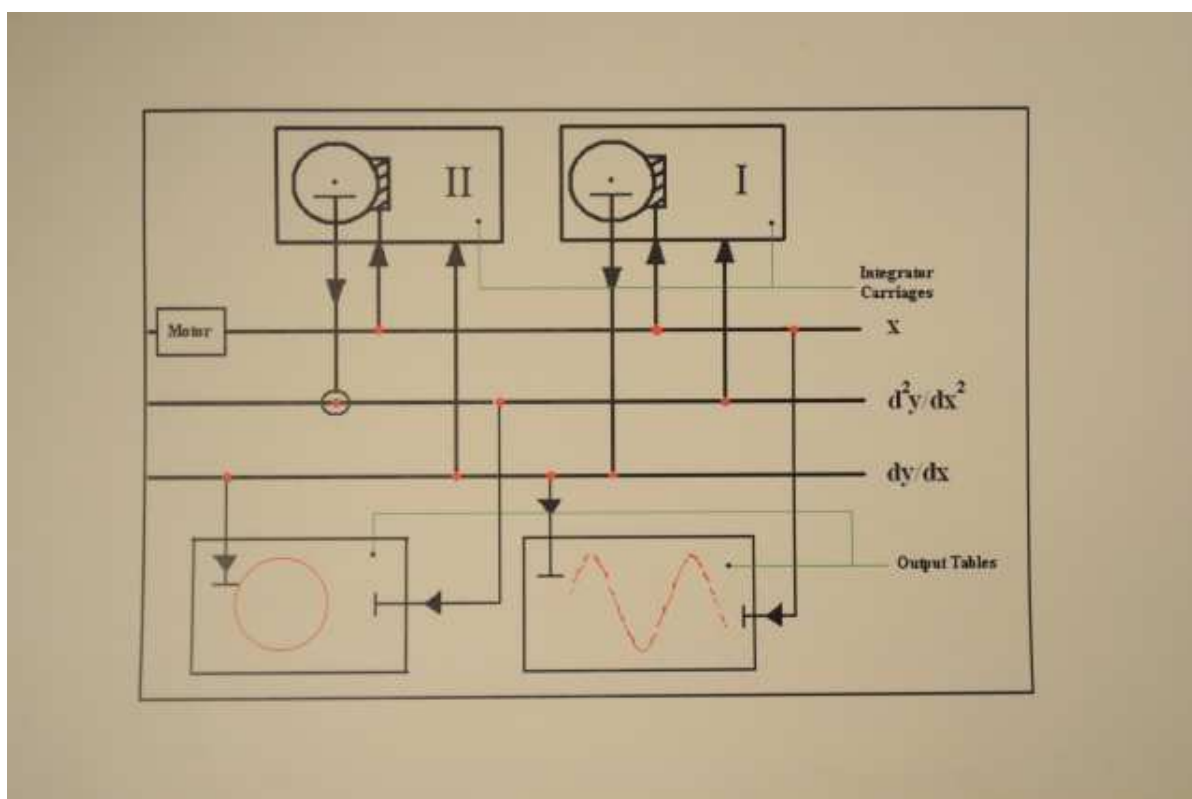 II
I
Integrator
Carriages
Motor
x
d²y/dx²
dy/dx
Output Tables